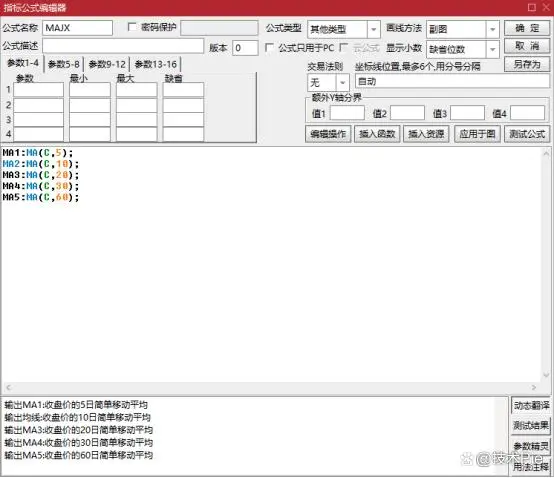 指标公式编辑器
公式名称 MAJX 密码保护 公式类型 其他类型 画线方法 副图 确 定
公式描述 版本 0 公式只用于PC 云公式 显示小数 缺省位数 取 消
参数1-4 参数5-8 参数9-12 参数13-16 交易法则 坐标线位置,最多6个,用分号分隔 另存为
参数 最小 最大 缺省 无 自动
1
2 额外Y轴分界
3 值1 值2 值3 值4
4 编辑操作 插入函数 插入资源 应用于图 测试公式
MA1:MA(C,5);
MA2:MA(C,10);
MA3:MA(C,20);
MA4:MA(C,30);
MA5:MA(C,60);
输出MA1:收盘价的5日简单移动平均
输出均线:收盘价的10日简单移动平均
输出MA3:收盘价的20日简单移动平均
输出MA4:收盘价的30日简单移动平均
输出MA5:收盘价的60日简单移动平均
动态翻译
测试结果
参数精灵
用法注释